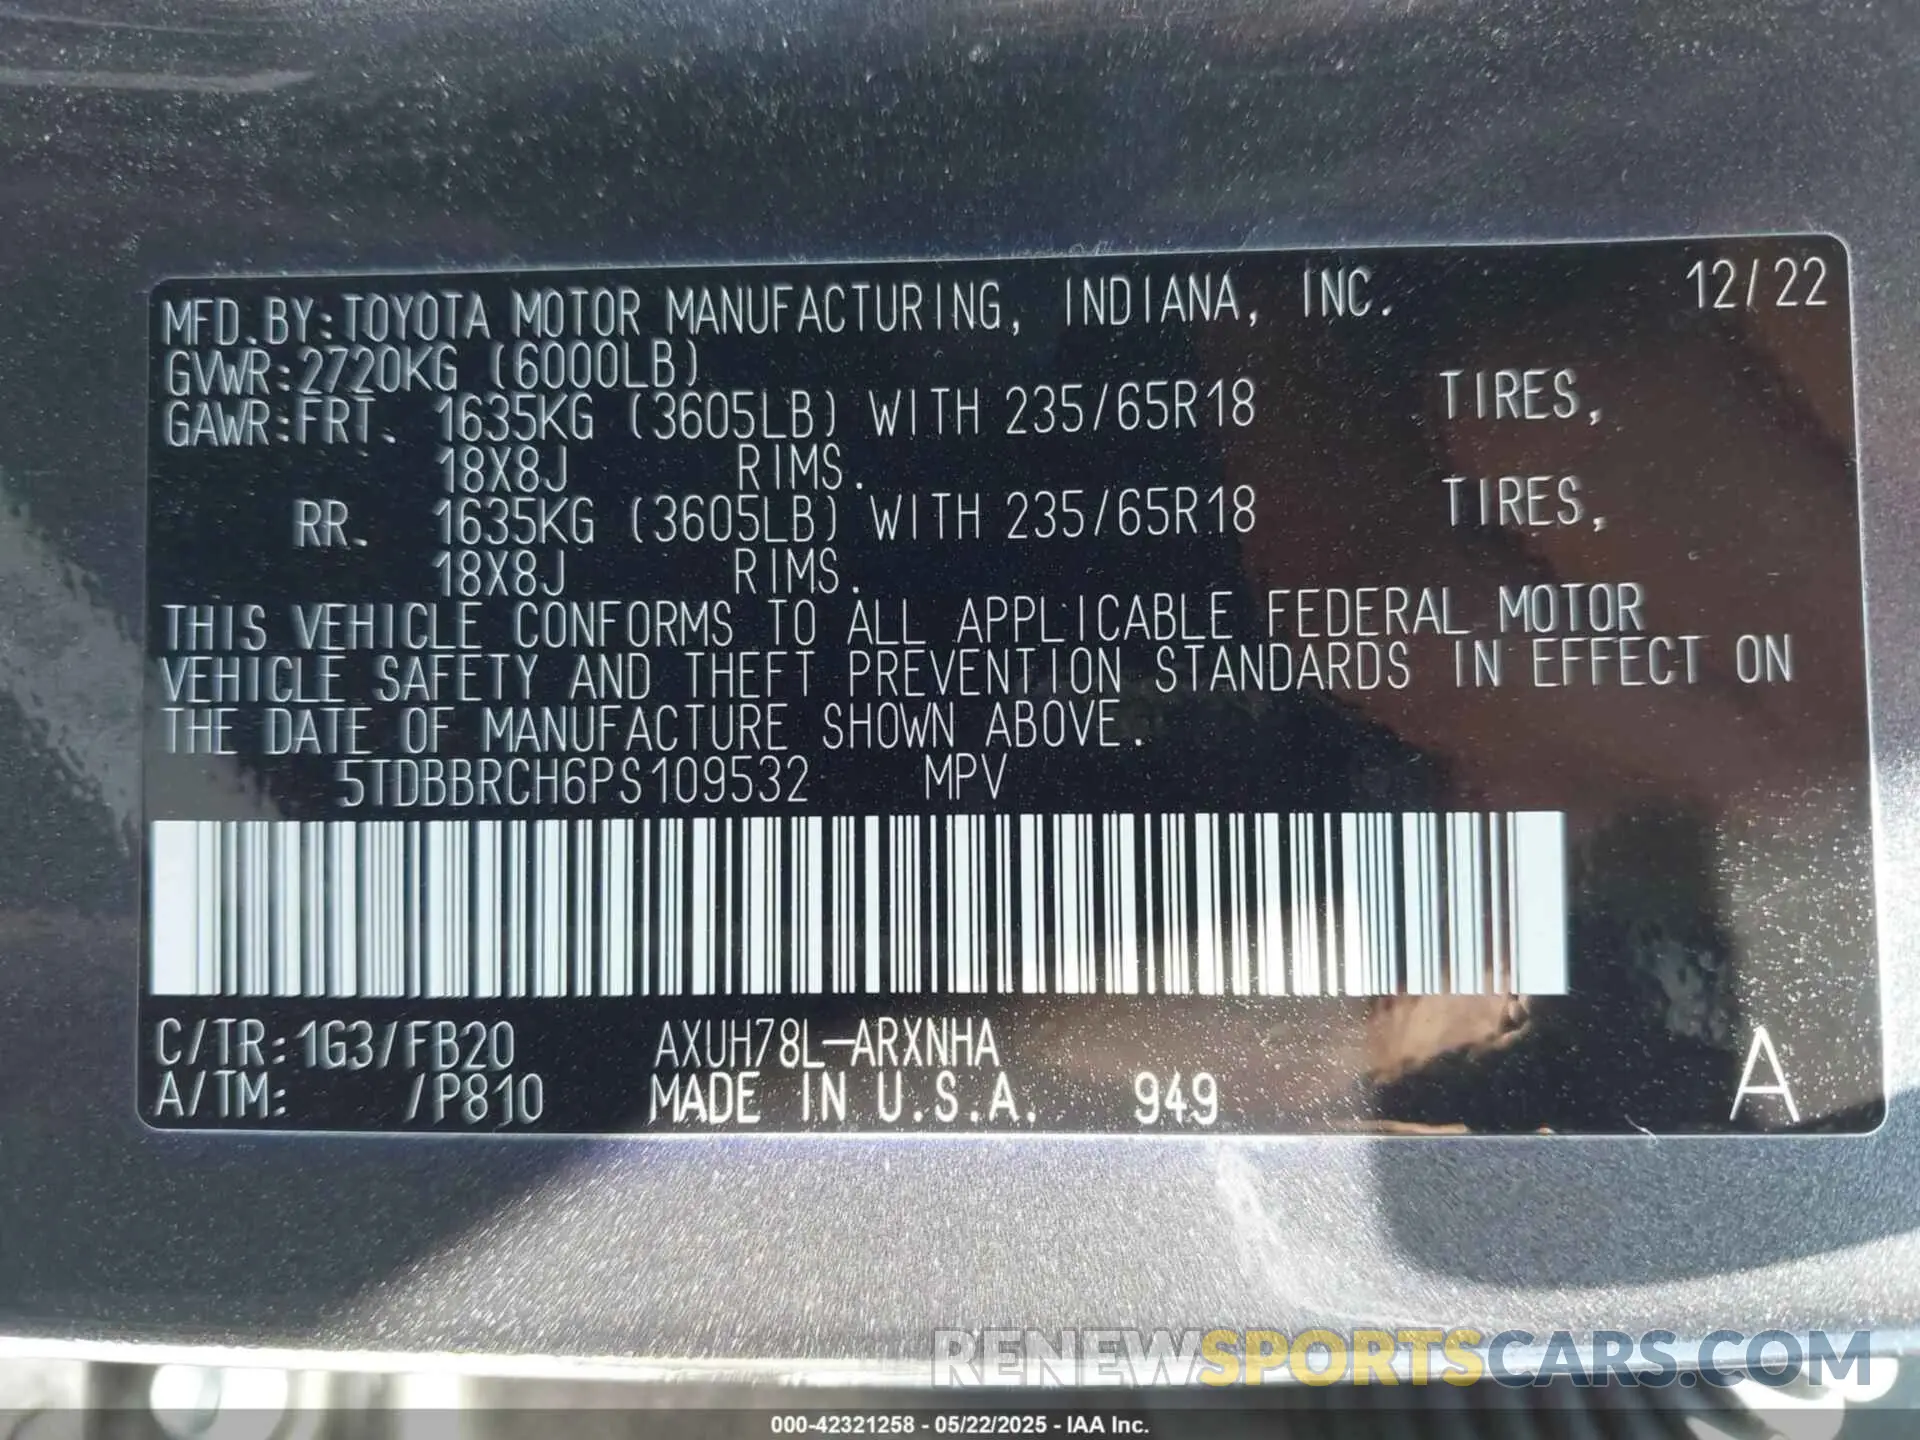 MFD.BY:TOYOTA MOTOR MANUFACTURING, INDIANA, INC. 12/22
GVWR:2720KG (6000LB)
GAWR:FRT. 1635KG (3605LB) WITH 235/65R18 TIRES,
18X8J RIMS.
RR. 1635KG (3605LB) WITH 235/65R18 TIRES,
18X8J RIMS.
THIS VEHICLE CONFORMS TO ALL APPLICABLE FEDERAL MOTOR
VEHICLE SAFETY AND THEFT PREVENTION STANDARDS IN EFFECT ON
THE DATE OF MANUFACTURE SHOWN ABOVE.
5TDBBRCH6PS109532 MPV
C/TR:1G3/FB20 AXUH78L-ARXNHA
A/TM: /P810 MADE IN U.S.A. 949 A
RENEWSPORTSCARS.COM
000-42321258 - 05/22/2025 - IAA Inc.